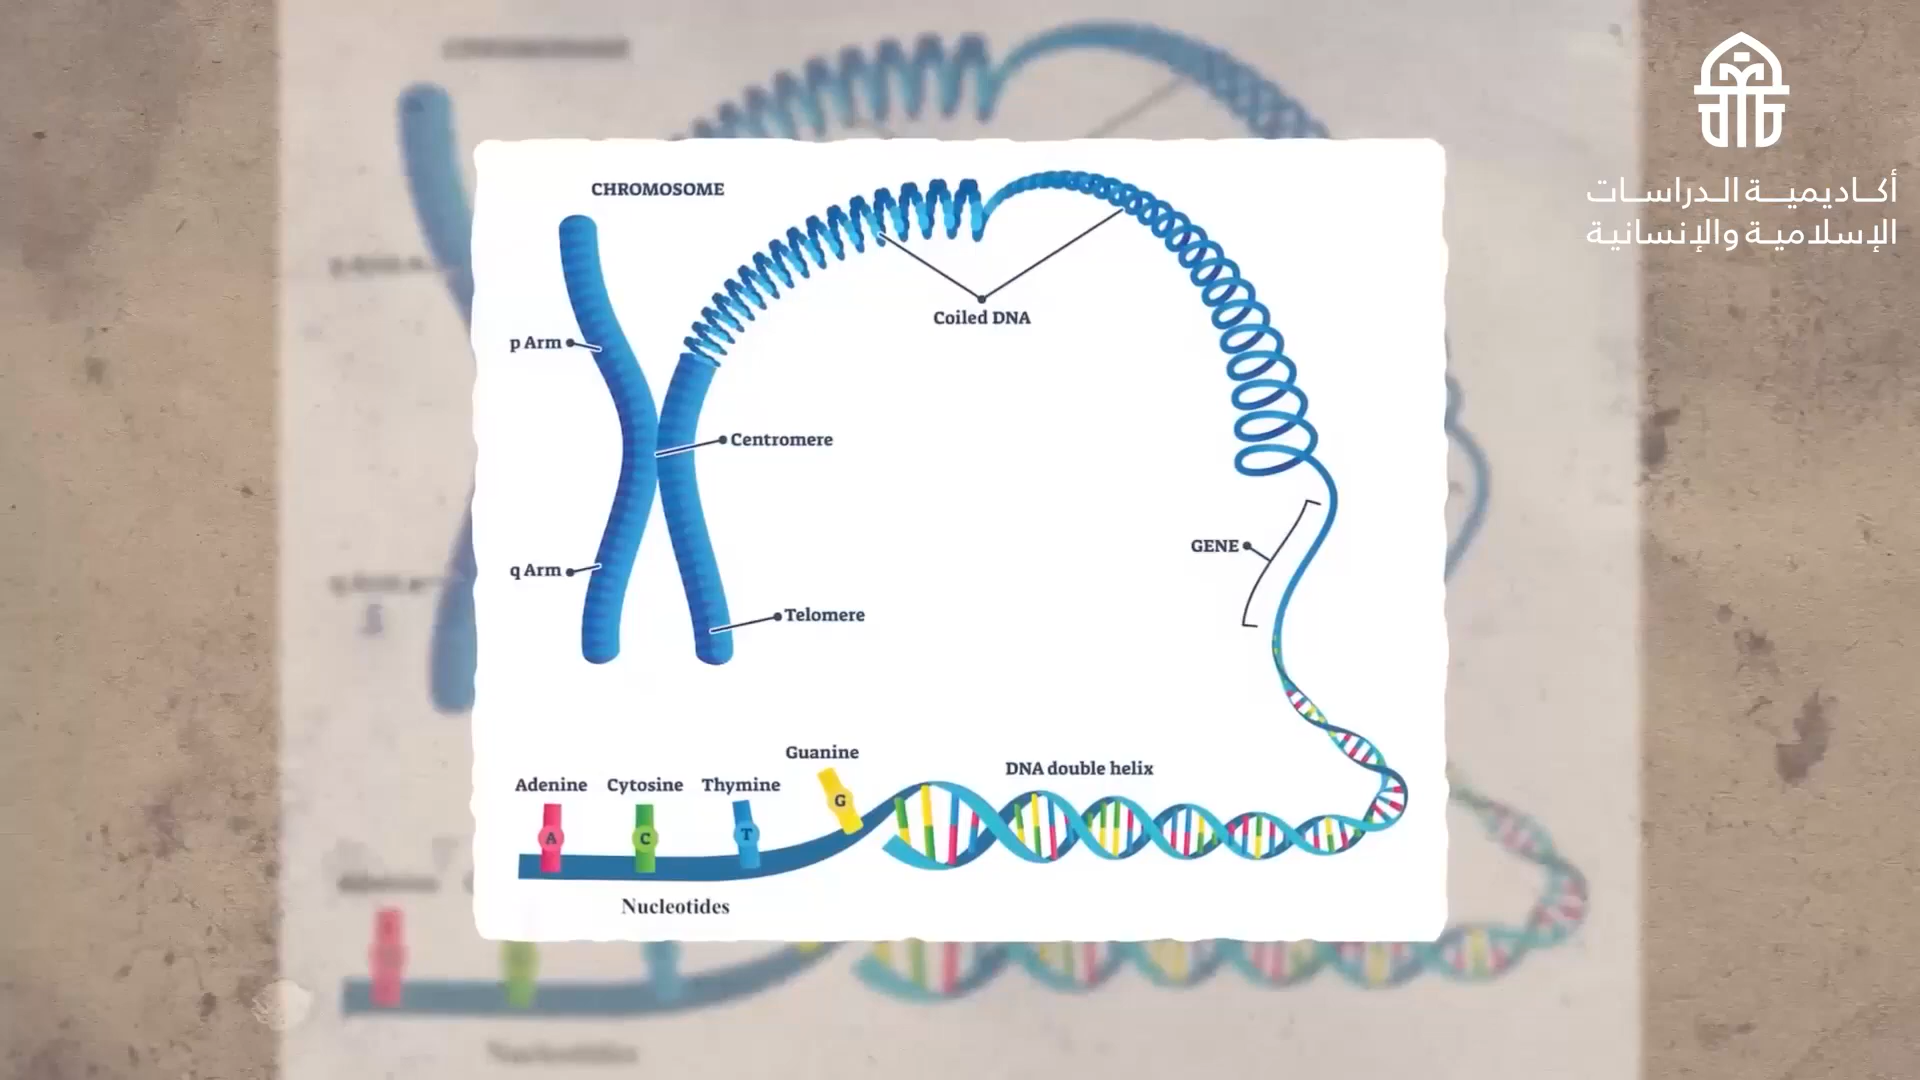 CHROMOSOME
p Arm
Coiled DNA
Centromere
q Arm
GENE
Telomere
Guanine
Adenine Cytosine Thymine
DNA double helix
A
C
T
G
Nucleotides
أكاديمية الدراسات
الإسلامية والإنسانية